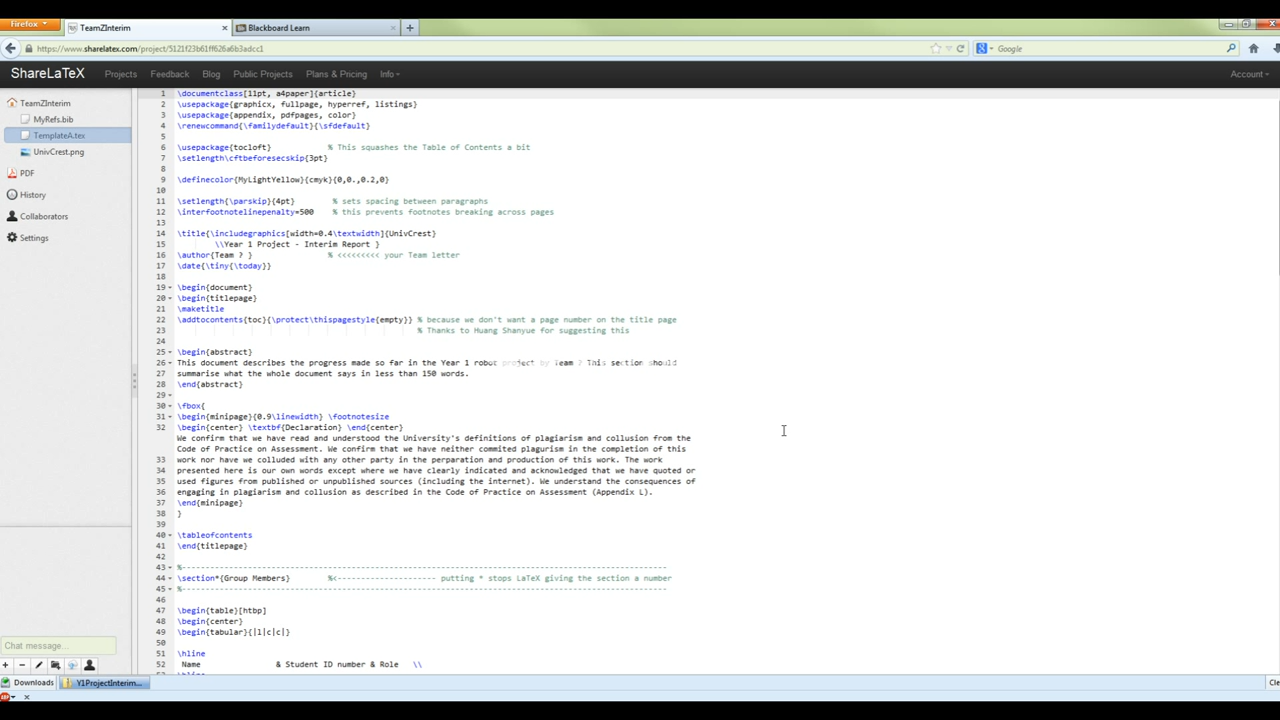 Firefox
TeamZInterim
Blackboard Learn
https://www.sharelatex.com/project/5121f23b61ff626a6b3adcc1
Google
ShareLaTeX Projects Feedback Blog Public Projects Plans & Pricing Info Account
TeamZInterim
MyRefs.bib
TemplateA.tex
UnivCrest.png
PDF
History
Collaborators
Settings
Chat message...
1 \documentclass[11pt, a4paper]{article}
2 \usepackage{graphicx, fullpage, hyperref, listings}
3 \usepackage{appendix, pdfpages, color}
4 \renewcommand{\familydefault}{\sfdefault}
5
6 \usepackage{tocloft} % This squashes the Table of Contents a bit
7 \setlength\cftbeforesecskip{3pt}
8
9 \definecolor{MyLightYellow}{cmyk}{0,0.,0.2,0}
10
11 \setlength{\parskip}{4pt} % sets spacing between paragraphs
12 \interfootnotelinepenalty=500 % this prevents footnotes breaking across pages
13
14 \title{\includegraphics[width=0.4\textwidth]{UnivCrest}
15 \\Year 1 Project - Interim Report }
16 \author{Team ? } % <<<<<<<<< your Team letter
17 \date{\tiny{\today}}
18
19 \begin{document}
20 \begin{titlepage}
21 \maketitle
22 \addtocontents{toc}{\protect\thispagestyle{empty}} % because we don't want a page number on the title page
23 % Thanks to Huang Shanyue for suggesting this
24
25 \begin{abstract}
26 This document describes the progress made so far in the Year 1 robot project by Team ? This section should
27 summarise what the whole document says in less than 150 words.
28 \end{abstract}
29
30 \fbox{
31 \begin{minipage}{0.9\linewidth} \footnotesize
32 \begin{center} \textbf{Declaration} \end{center}
We confirm that we have read and understood the University's definitions of plagiarism and collusion from the
Code of Practice on Assessment. We confirm that we have neither commited plagurism in the completion of this
33 work nor have we colluded with any other party in the perparation and production of this work. The work
34 presented here is our own words except where we have clearly indicated and acknowledged that we have quoted or
35 used figures from published or unpublished sources (including the internet). We understand the consequences of
36 engaging in plagiarism and collusion as described in the Code of Practice on Assessment (Appendix L).
37 \end{minipage}
38 }
39
40 \tableofcontents
41 \end{titlepage}
42
43 %------------------------------------------------------------------------------------------
44 \section*{Group Members} %<-------------------- putting * stops LaTeX giving the section a number
45 %------------------------------------------------------------------------------------------
46
47 \begin{table}[htbp]
48 \begin{center}
49 \begin{tabular}{|l|c|c|}
50
51 \hline
52 Name & Student ID number & Role \\
Downloads
Y1ProjectInterim...
Cle